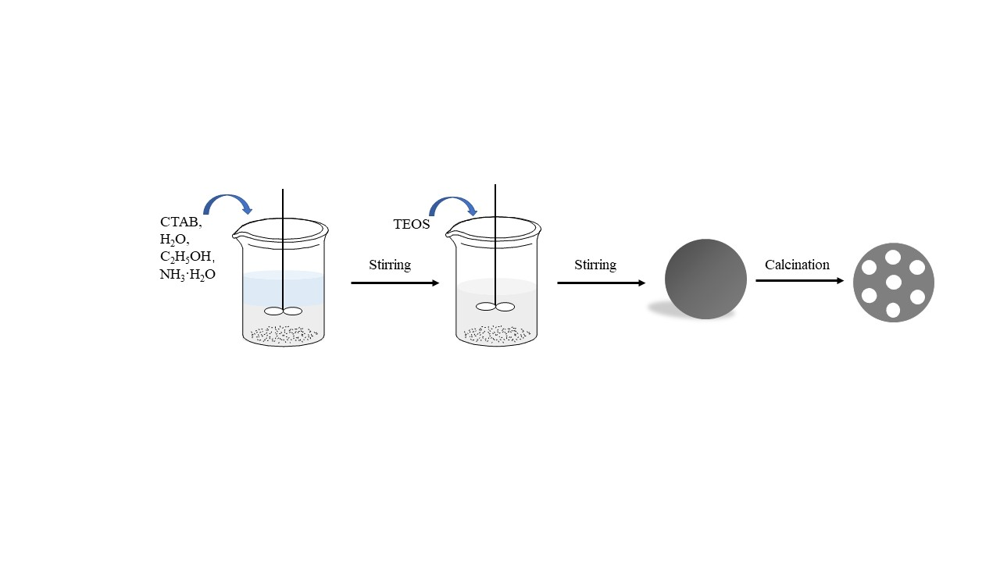 CTAB,
H₂O,
C₂H₅OH,
NH₃·H₂O
Stirring
TEOS
Stirring
Calcination